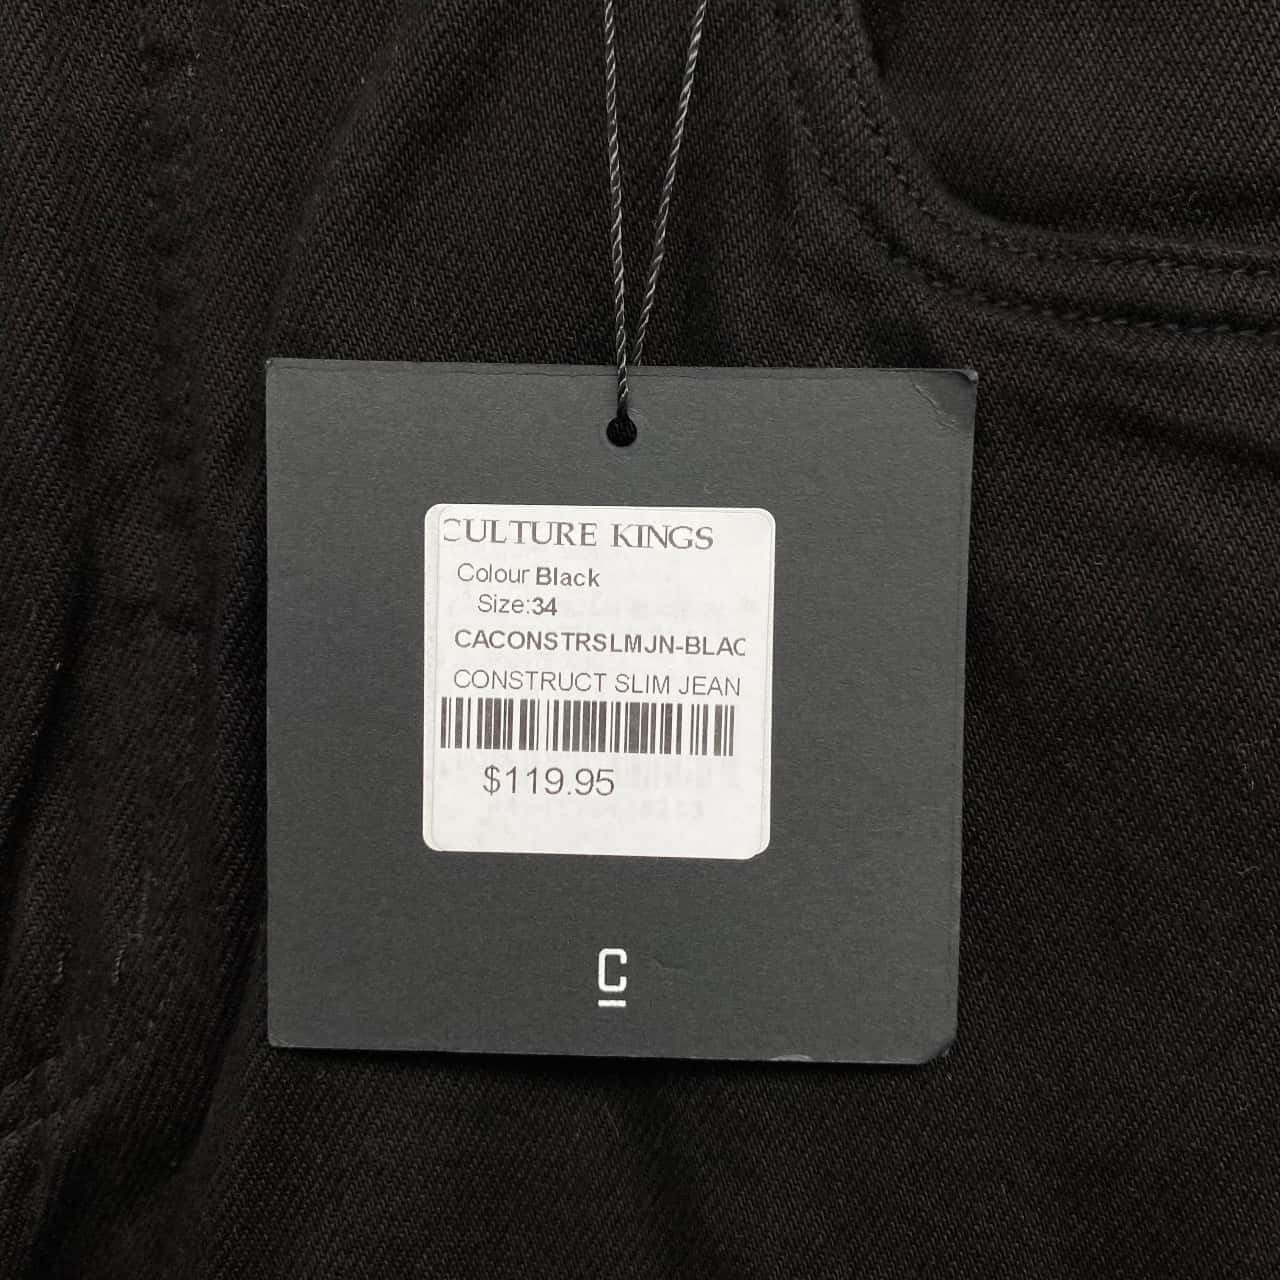 CULTURE KINGS
Colour Black
Size:34
CACONSTRSLMJN-BLAC
CONSTRUCT SLIM JEAN
$119.95
C